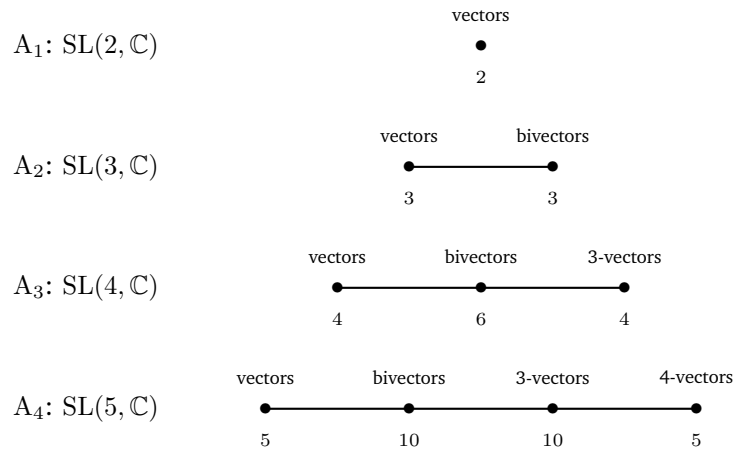 vectors
A₁: SL(2, ℂ)
2
vectors bivectors
A₂: SL(3, ℂ)
3 3
vectors bivectors 3-vectors
A₃: SL(4, ℂ)
4 6 4
vectors bivectors 3-vectors 4-vectors
A₄: SL(5, ℂ)
5 10 10 5